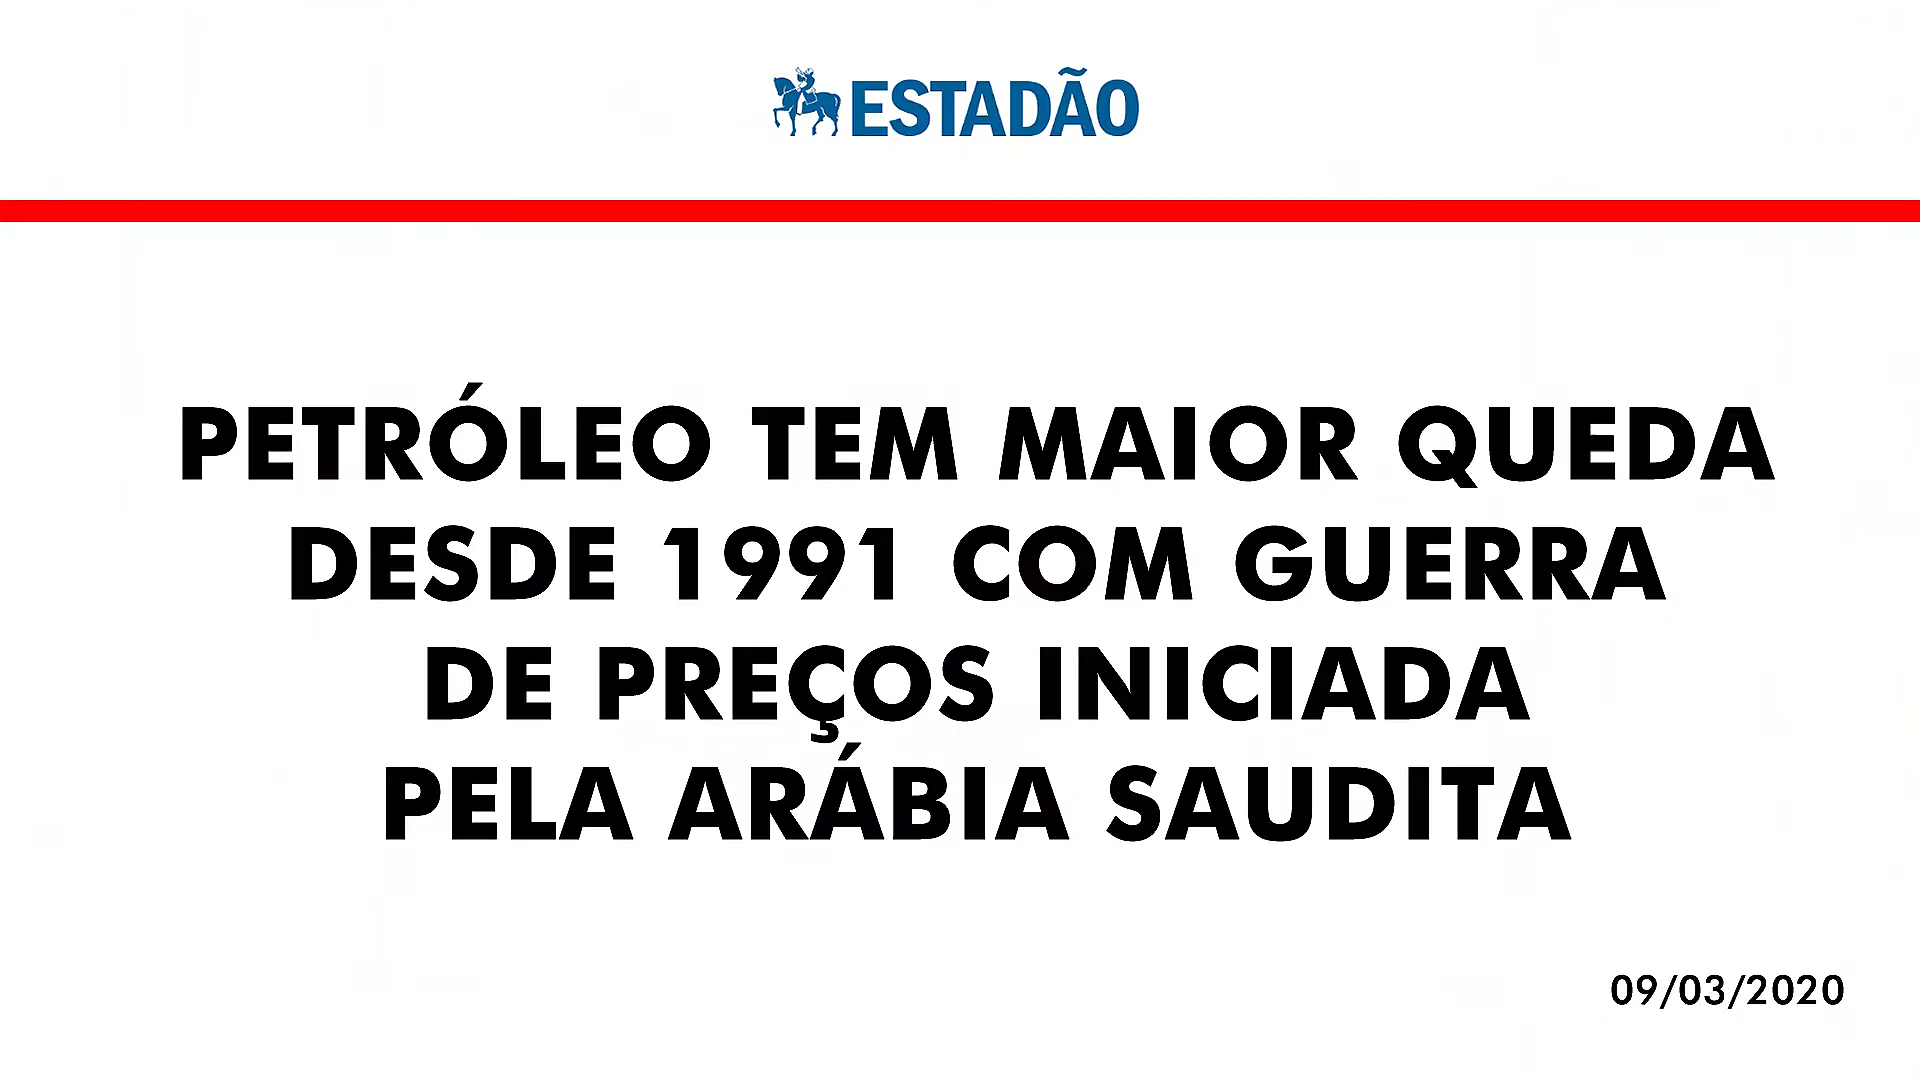 ESTADÃO
PETRÓLEO TEM MAIOR QUEDA
DESDE 1991 COM GUERRA
DE PREÇOS INICIADA
PELA ARÁBIA SAUDITA
09/03/2020